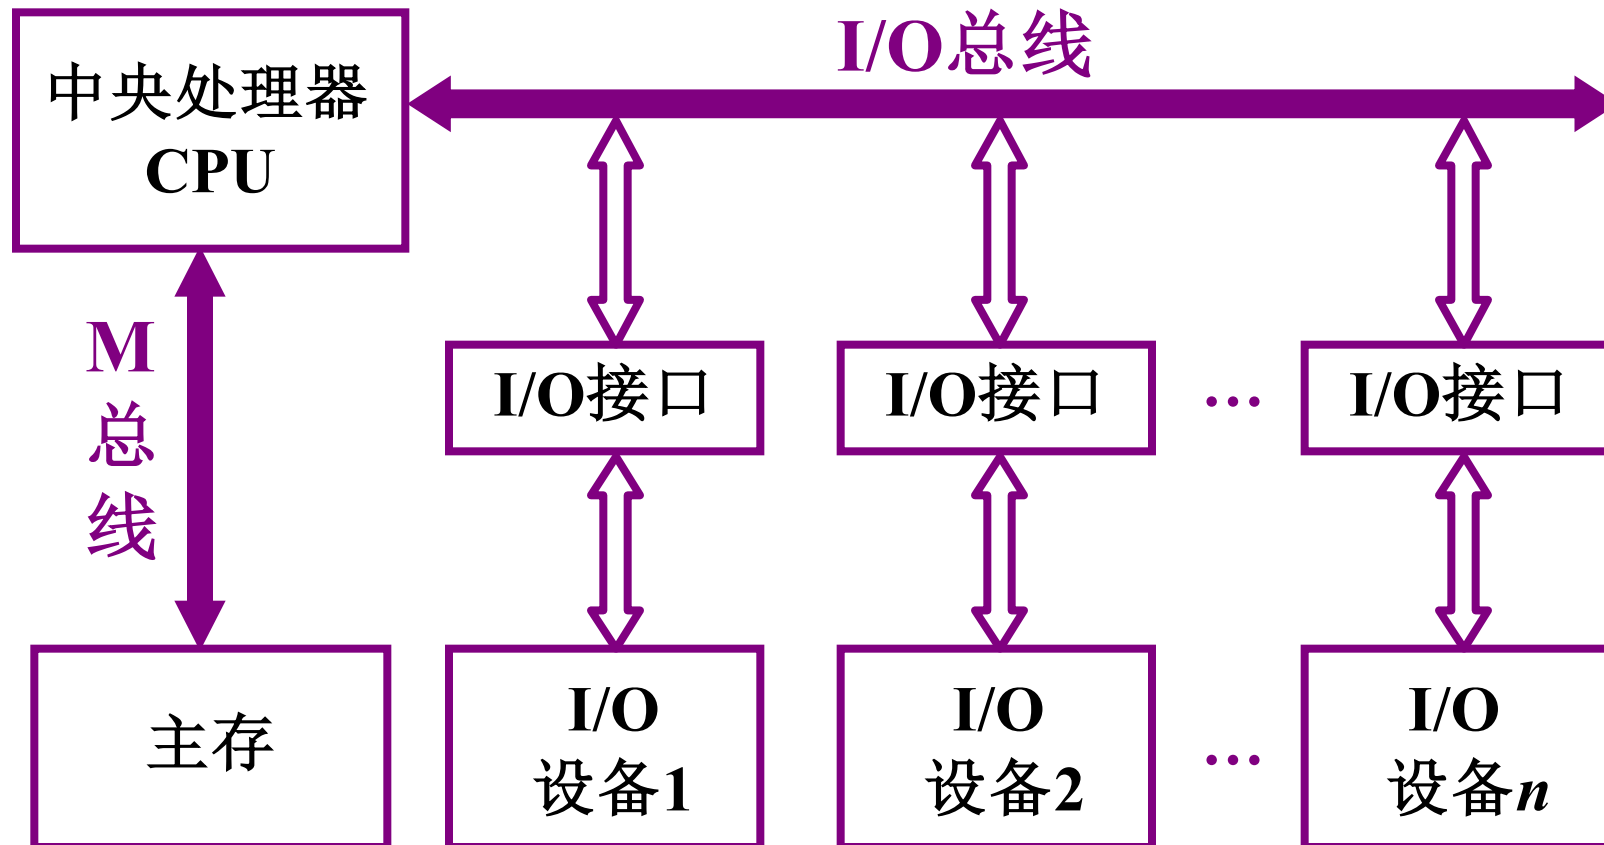 中央处理器
CPU
I/O总线
M
总
线
I/O接口
I/O接口
…
I/O接口
主存
I/O
设备1
I/O
设备2
…
I/O
设备n